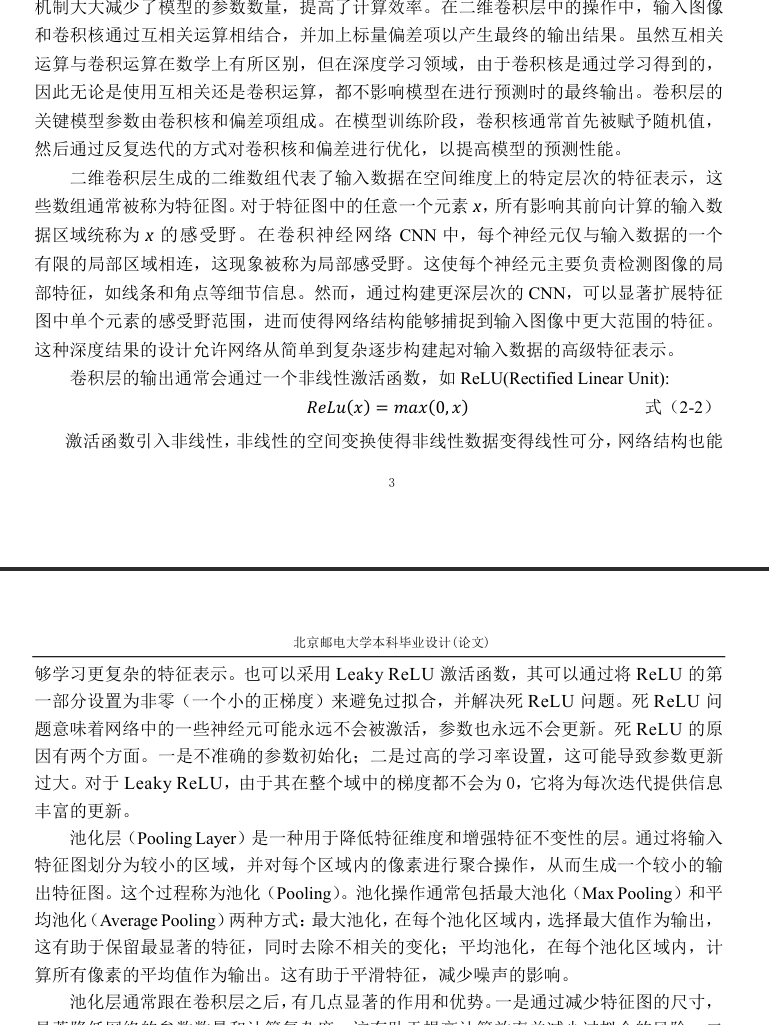 机制大大减少了模型的参数数量，提高了计算效率。在二维卷积层中的操作中，输入图像
和卷积核通过互相关运算相结合，并加上标量偏差项以产生最终的输出结果。虽然互相关
运算与卷积运算在数学上有所区别，但在深度学习领域，由于卷积核是通过学习得到的，
因此无论是使用互相关还是卷积运算，都不影响模型在进行预测时的最终输出。卷积层的
关键模型参数由卷积核和偏差项组成。在模型训练阶段，卷积核通常首先被赋予随机值，
然后通过反复迭代的方式对卷积核和偏差进行优化，以提高模型的预测性能。
二维卷积层生成的二维数组代表了输入数据在空间维度上的特定层次的特征表示，这
些数组通常被称为特征图。对于特征图中的任意一个元素 x，所有影响其前向计算的输入数
据区域统称为 x 的感受野。在卷积神经网络 CNN 中，每个神经元仅与输入数据的一个
有限的局部区域相连，这现象被称为局部感受野。这使每个神经元主要负责检测图像的局
部特征，如线条和角点等细节信息。然而，通过构建更深层次的 CNN，可以显著扩展特征
图中单个元素的感受野范围，进而使得网络结构能够捕捉到输入图像中更大范围的特征。
这种深度结果的设计允许网络从简单到复杂逐步构建起对输入数据的高级特征表示。
卷积层的输出通常会通过一个非线性激活函数，如 ReLU(Rectified Linear Unit):
ReLu(x) = max(0, x) 式（2-2）
激活函数引入非线性，非线性的空间变换使得非线性数据变得线性可分，网络结构也能
3
北京邮电大学本科毕业设计(论文)
够学习更复杂的特征表示。也可以采用 Leaky ReLU 激活函数，其可以通过将 ReLU 的第
一部分设置为非零（一个小的正梯度）来避免过拟合，并解决死 ReLU 问题。死 ReLU 问
题意味着网络中的一些神经元可能永远不会被激活，参数也永远不会更新。死 ReLU 的原
因有两个方面。一是不准确的参数初始化；二是过高的学习率设置，这可能导致参数更新
过大。对于 Leaky ReLU，由于其在整个域中的梯度都不会为 0，它将为每次迭代提供信息
丰富的更新。
池化层（Pooling Layer）是一种用于降低特征维度和增强特征不变性的层。通过将输入
特征图划分为较小的区域，并对每个区域内的像素进行聚合操作，从而生成一个较小的输
出特征图。这个过程称为池化（Pooling）。池化操作通常包括最大池化（Max Pooling）和平
均池化（Average Pooling）两种方式：最大池化，在每个池化区域内，选择最大值作为输出，
这有助于保留最显著的特征，同时去除不相关的变化；平均池化，在每个池化区域内，计
算所有像素的平均值作为输出。这有助于平滑特征，减少噪声的影响。
池化层通常跟在卷积层之后，有几点显著的作用和优势。一是通过减少特征图的尺寸，